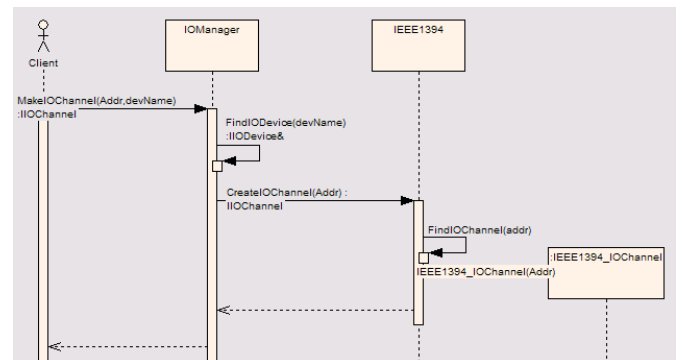 IOManager
IEEE1394
Client
MakeIOChannel(Addr,devName)
:IIOChannel
FindIODevice(devName)
:IIODevice&
CreateIOChannel(Addr) :
IIOChannel
FindIOChannel(addr)
:IEEE1394_IOChannel
IEEE1394_IOChannel(Addr)